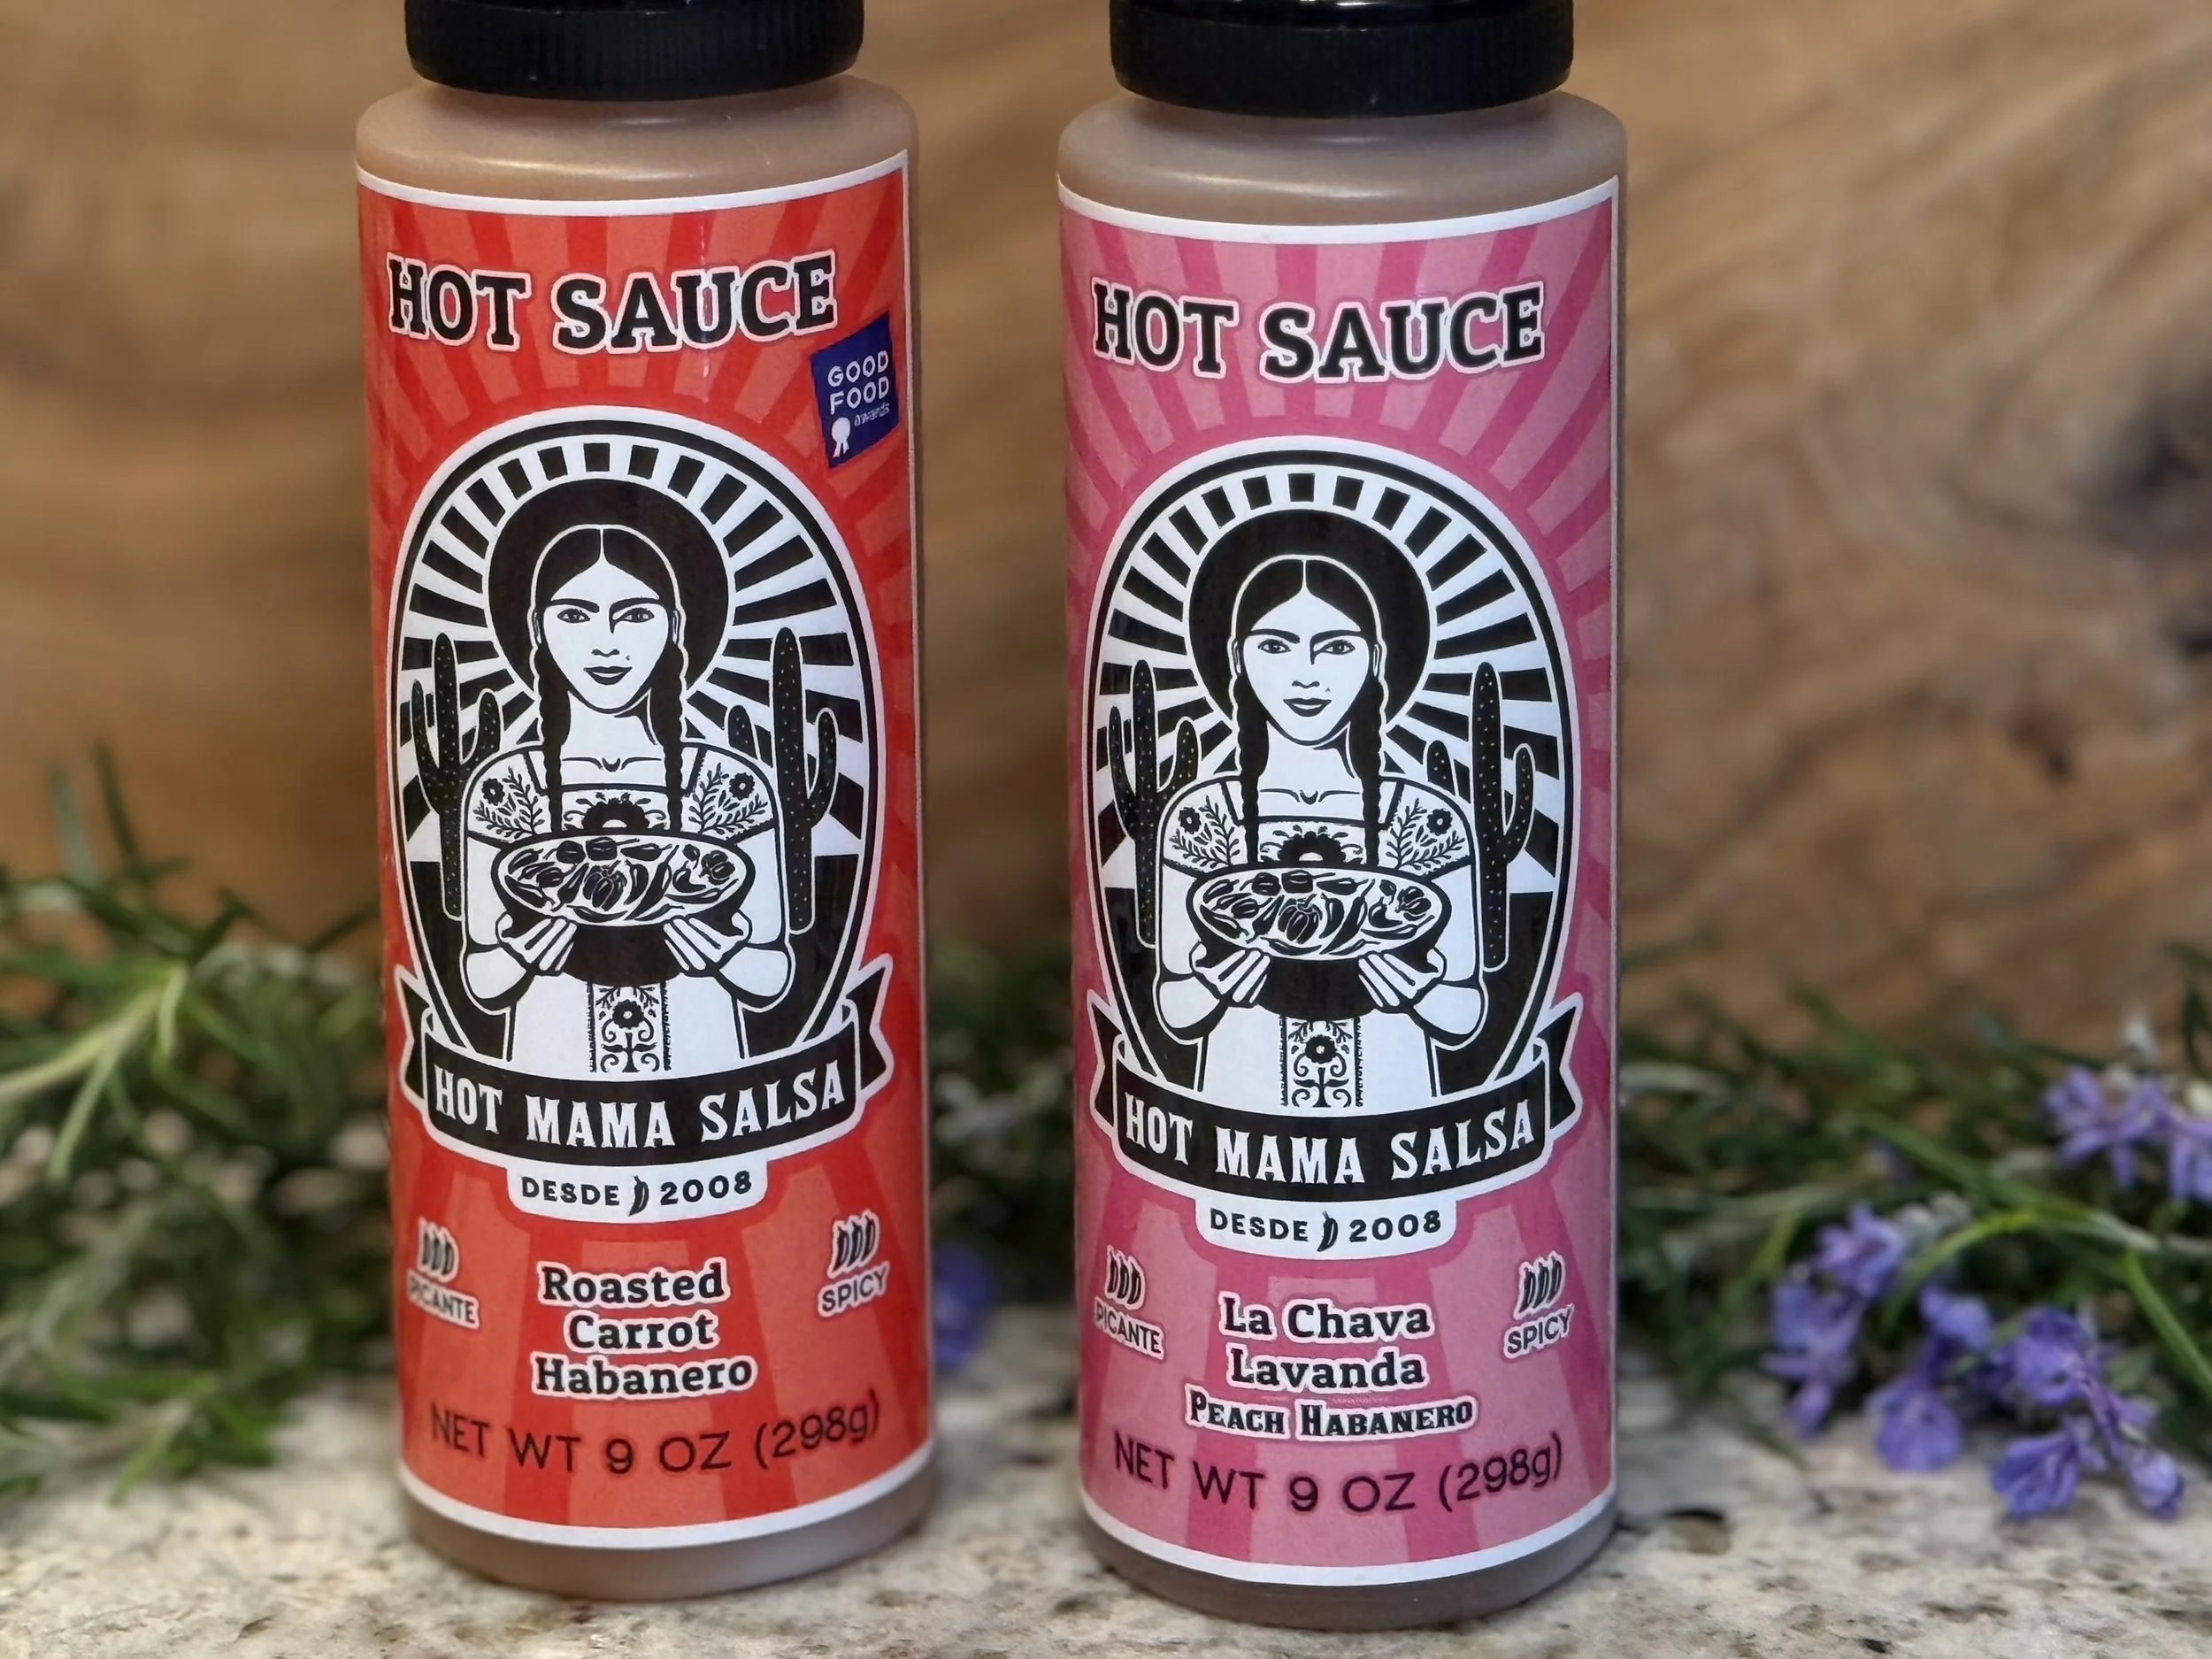 HOT SAUCE
GOOD
FOOD
awards
HOT MAMA SALSA
DESDE 2008
PICANTE
SPICY
Roasted
Carrot
Habanero
NET WT 9 OZ (298g)
HOT SAUCE
HOT MAMA SALSA
DESDE 2008
PICANTE
SPICY
La Chava
Lavanda
PEACH HABANERO
NET WT 9 OZ (298g)